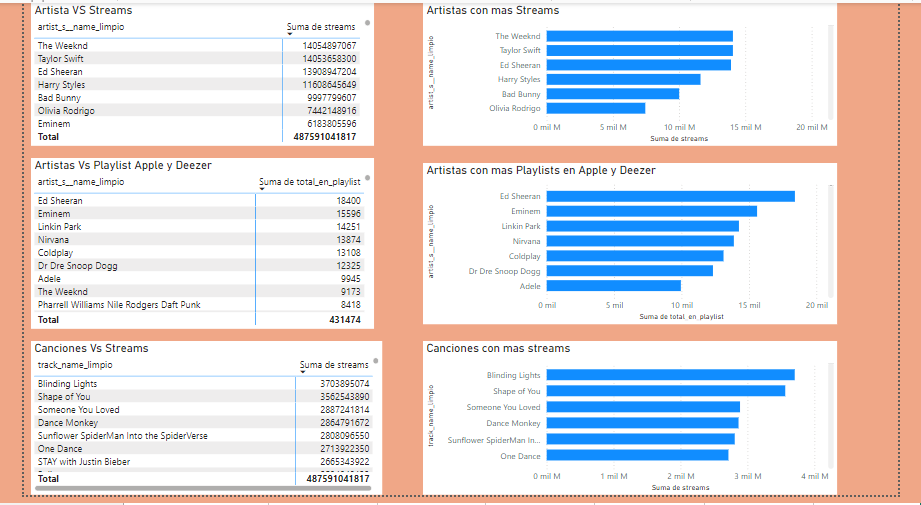 Artista VS Streams
artist_s__name_limpio Suma de streams
The Weeknd 14054897067
Taylor Swift 14053658300
Ed Sheeran 13908947204
Harry Styles 11608645649
Bad Bunny 9997799607
Olivia Rodrigo 7442148916
Eminem 6183805596
Total 487591041817
Artistas con mas Streams
artist_s__name_limpio
The Weeknd
Taylor Swift
Ed Sheeran
Harry Styles
Bad Bunny
Olivia Rodrigo
0 mil M 5 mil M 10 mil M 15 mil M 20 mil M
Suma de streams
Artistas Vs Playlist Apple y Deezer
artist_s__name_limpio Suma de total_en_playlist
Ed Sheeran 18400
Eminem 15596
Linkin Park 14251
Nirvana 13874
Coldplay 13108
Dr Dre Snoop Dogg 12325
Adele 9945
The Weeknd 9173
Pharrell Williams Nile Rodgers Daft Punk 8418
Total 431474
Artistas con mas Playlists en Apple y Deezer
artist_s__name_limpio
Ed Sheeran
Eminem
Linkin Park
Nirvana
Coldplay
Dr Dre Snoop Dogg
Adele
0 mil 5 mil 10 mil 15 mil 20 mil
Suma de total_en_playlist
Canciones Vs Streams
track_name_limpio Suma de streams
Blinding Lights 3703895074
Shape of You 3562543890
Someone You Loved 2887241814
Dance Monkey 2864791672
Sunflower SpiderMan Into the SpiderVerse 2808096550
One Dance 2713922350
STAY with Justin Bieber 2665343922
Total 487591041817
Canciones con mas streams
track_name_limpio
Blinding Lights
Shape of You
Someone You Loved
Dance Monkey
Sunflower SpiderMan In...
One Dance
0 mil M 1 mil M 2 mil M 3 mil M 4 mil M
Suma de streams